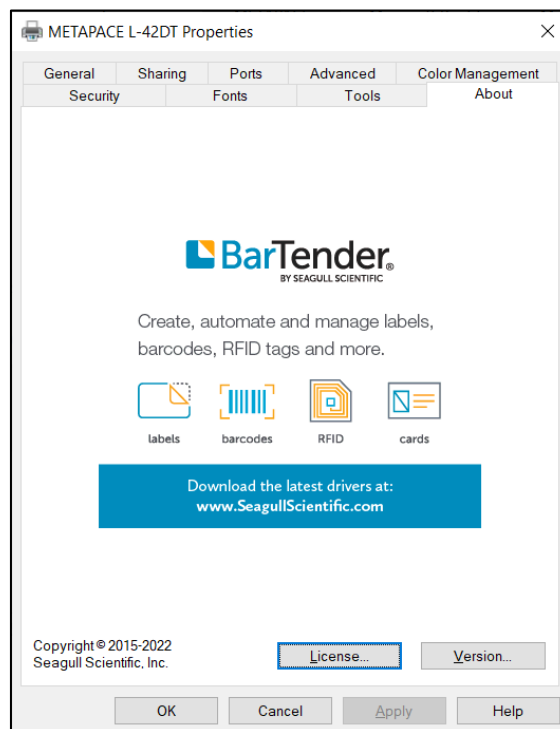 METAPACE L-42DT Properties
General Sharing Ports Advanced Color Management
Security Fonts Tools About
BarTender®
BY SEAGULL SCIENTIFIC
Create, automate and manage labels,
barcodes, RFID tags and more.
labels barcodes RFID cards
Download the latest drivers at:
www.SeagullScientific.com
Copyright © 2015-2022
Seagull Scientific, Inc.
License... Version...
OK Cancel Apply Help